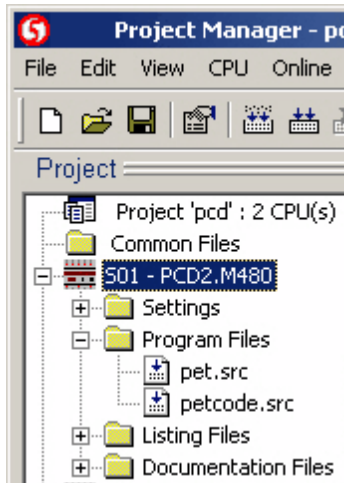 Project Manager - pc
File Edit View CPU Online
Project
Project 'pcd' : 2 CPU(s)
Common Files
S01 - PCD2.M480
Settings
Program Files
pet.src
petcode.src
Listing Files
Documentation Files